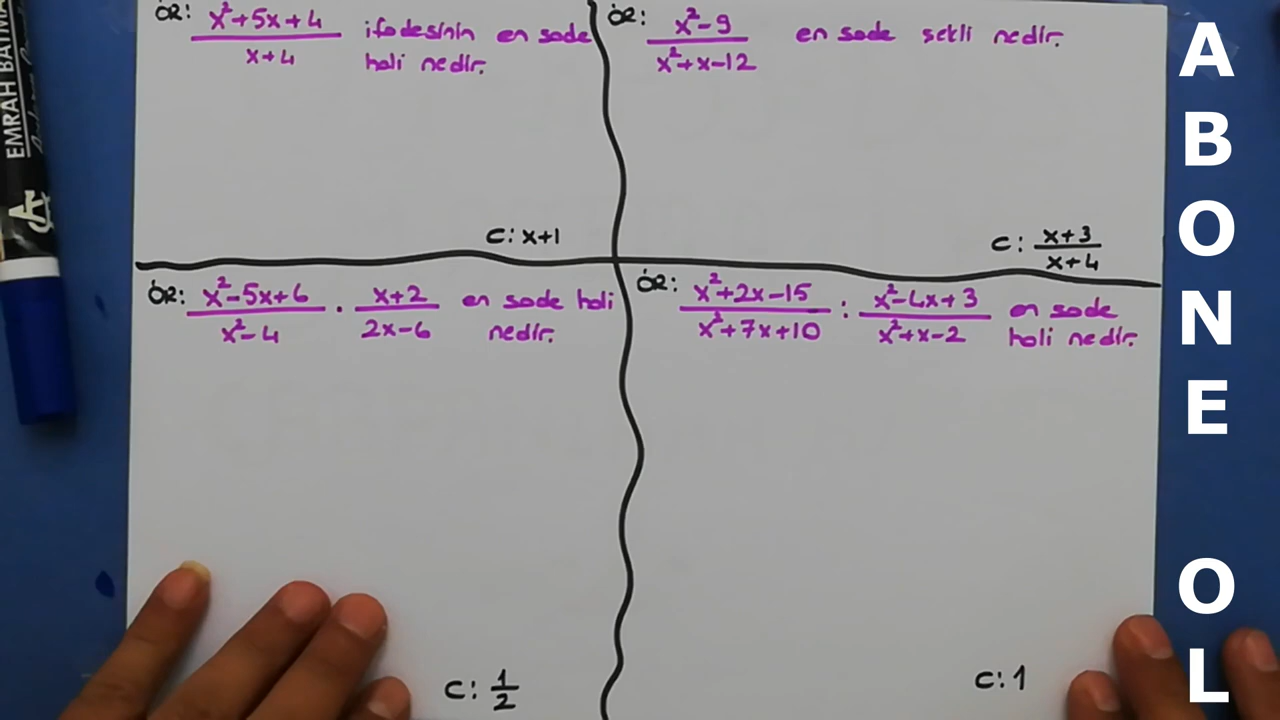 ÖR: x²+5x+4 / x+4 ifadesinin en sade
hali nedir.
C: x+1
ÖR: x²-9 / x²+x-12 en sade şekli nedir.
C: x+3 / x+4
ÖR: x²-5x+6 / x²-4 . x+2 / 2x-6 en sade hali
nedir.
C: 1/2
ÖR: x²+2x-15 / x²+7x+10 : x²-4x+3 / x²+x-2 en sade
hali nedir.
C: 1
EMRAH
A
B
O
N
E
O
L